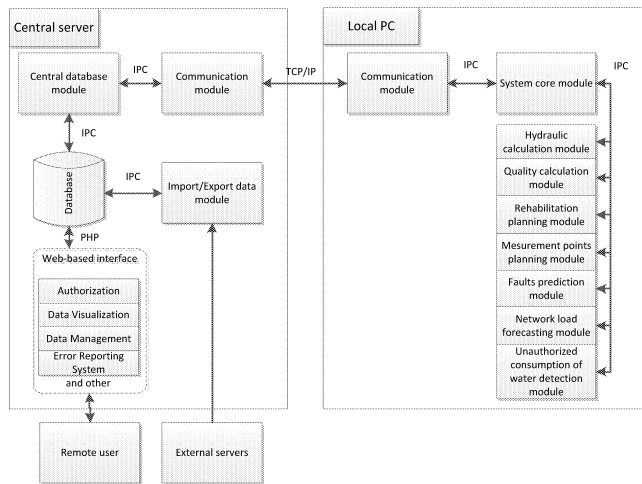 Central server
Local PC
Central database
module
IPC
Communication
module
TCP/IP
Communication
module
IPC
System core module
IPC
IPC
Database
IPC
Import/Export data
module
PHP
Web-based interface
Authorization
Data Visualization
Data Management
Error Reporting
System
and other
Hydraulic
calculation module
Quality calculation
module
Rehabilitation
planning module
Mesurement points
planning module
Faults prediction
module
Network load
forecasting module
Unauthorized
consumption of
water detection
module
Remote user
External servers